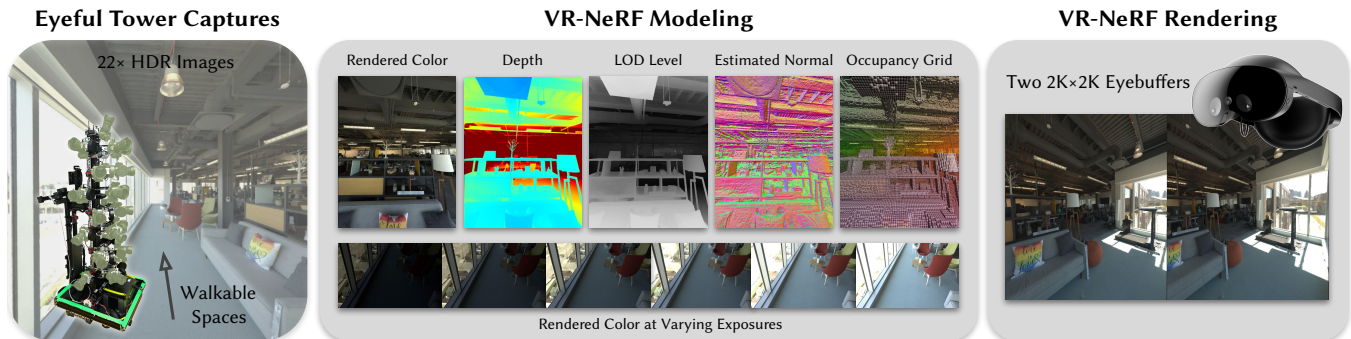 Eyeful Tower Captures
22× HDR Images
Walkable
Spaces
VR-NeRF Modeling
Rendered Color
Depth
LOD Level
Estimated Normal
Occupancy Grid
Rendered Color at Varying Exposures
VR-NeRF Rendering
Two 2K×2K Eyebuffers